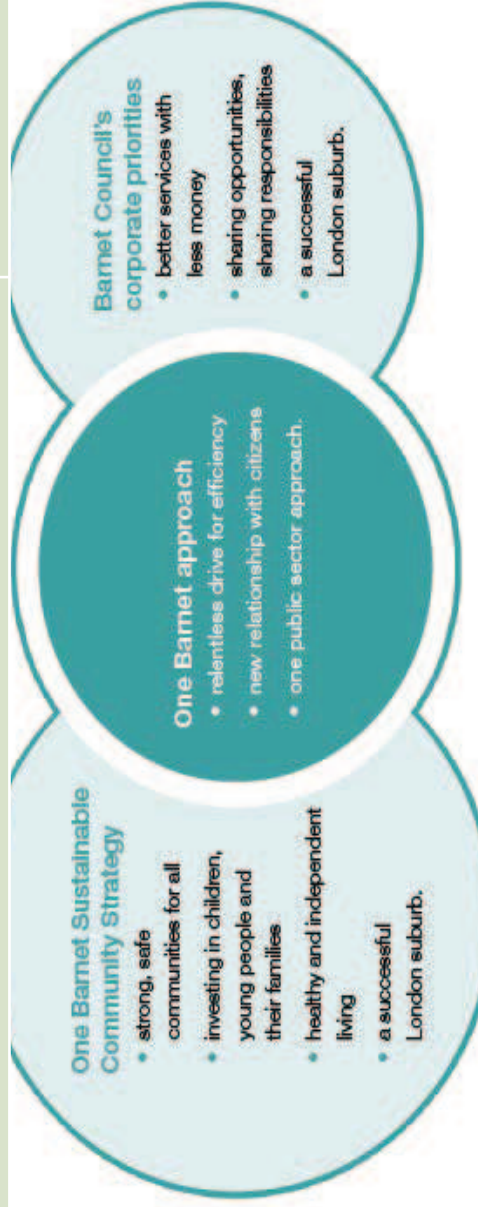 One Barnet Sustainable
Community Strategy
• strong, safe
communities for all
• investing in children,
young people and
their families
• healthy and independent
living
• a successful
London suburb.
One Barnet approach
• relentless drive for efficiency
• new relationship with citizens
• one public sector approach.
Barnet Council's
corporate priorities
• better services with
less money
• sharing opportunities,
sharing responsibilities
• a successful
London suburb.